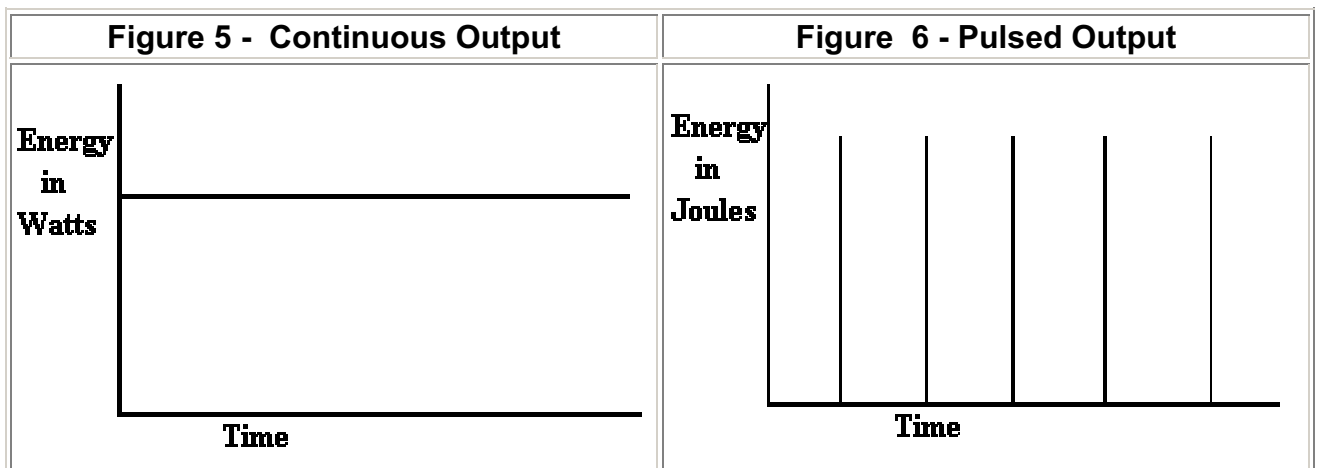 Figure 5 - Continuous Output
Figure 6 - Pulsed Output
Energy
in
Watts
Time
Energy
in
Joules
Time